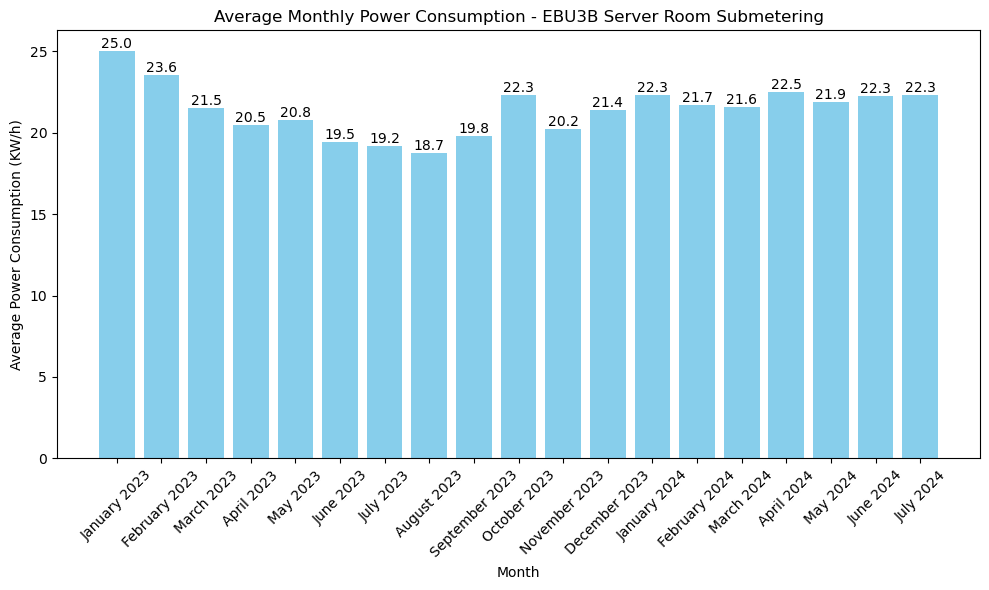 Average Monthly Power Consumption - EBU3B Server Room Submetering
Average Power Consumption (KW/h)
25
20
15
10
5
0
25.0
23.6
21.5
20.5
20.8
19.5
19.2
18.7
19.8
22.3
20.2
21.4
22.3
21.7
21.6
22.5
21.9
22.3
22.3
January 2023
February 2023
March 2023
April 2023
May 2023
June 2023
July 2023
August 2023
September 2023
October 2023
November 2023
December 2023
January 2024
February 2024
March 2024
April 2024
May 2024
June 2024
July 2024
Month